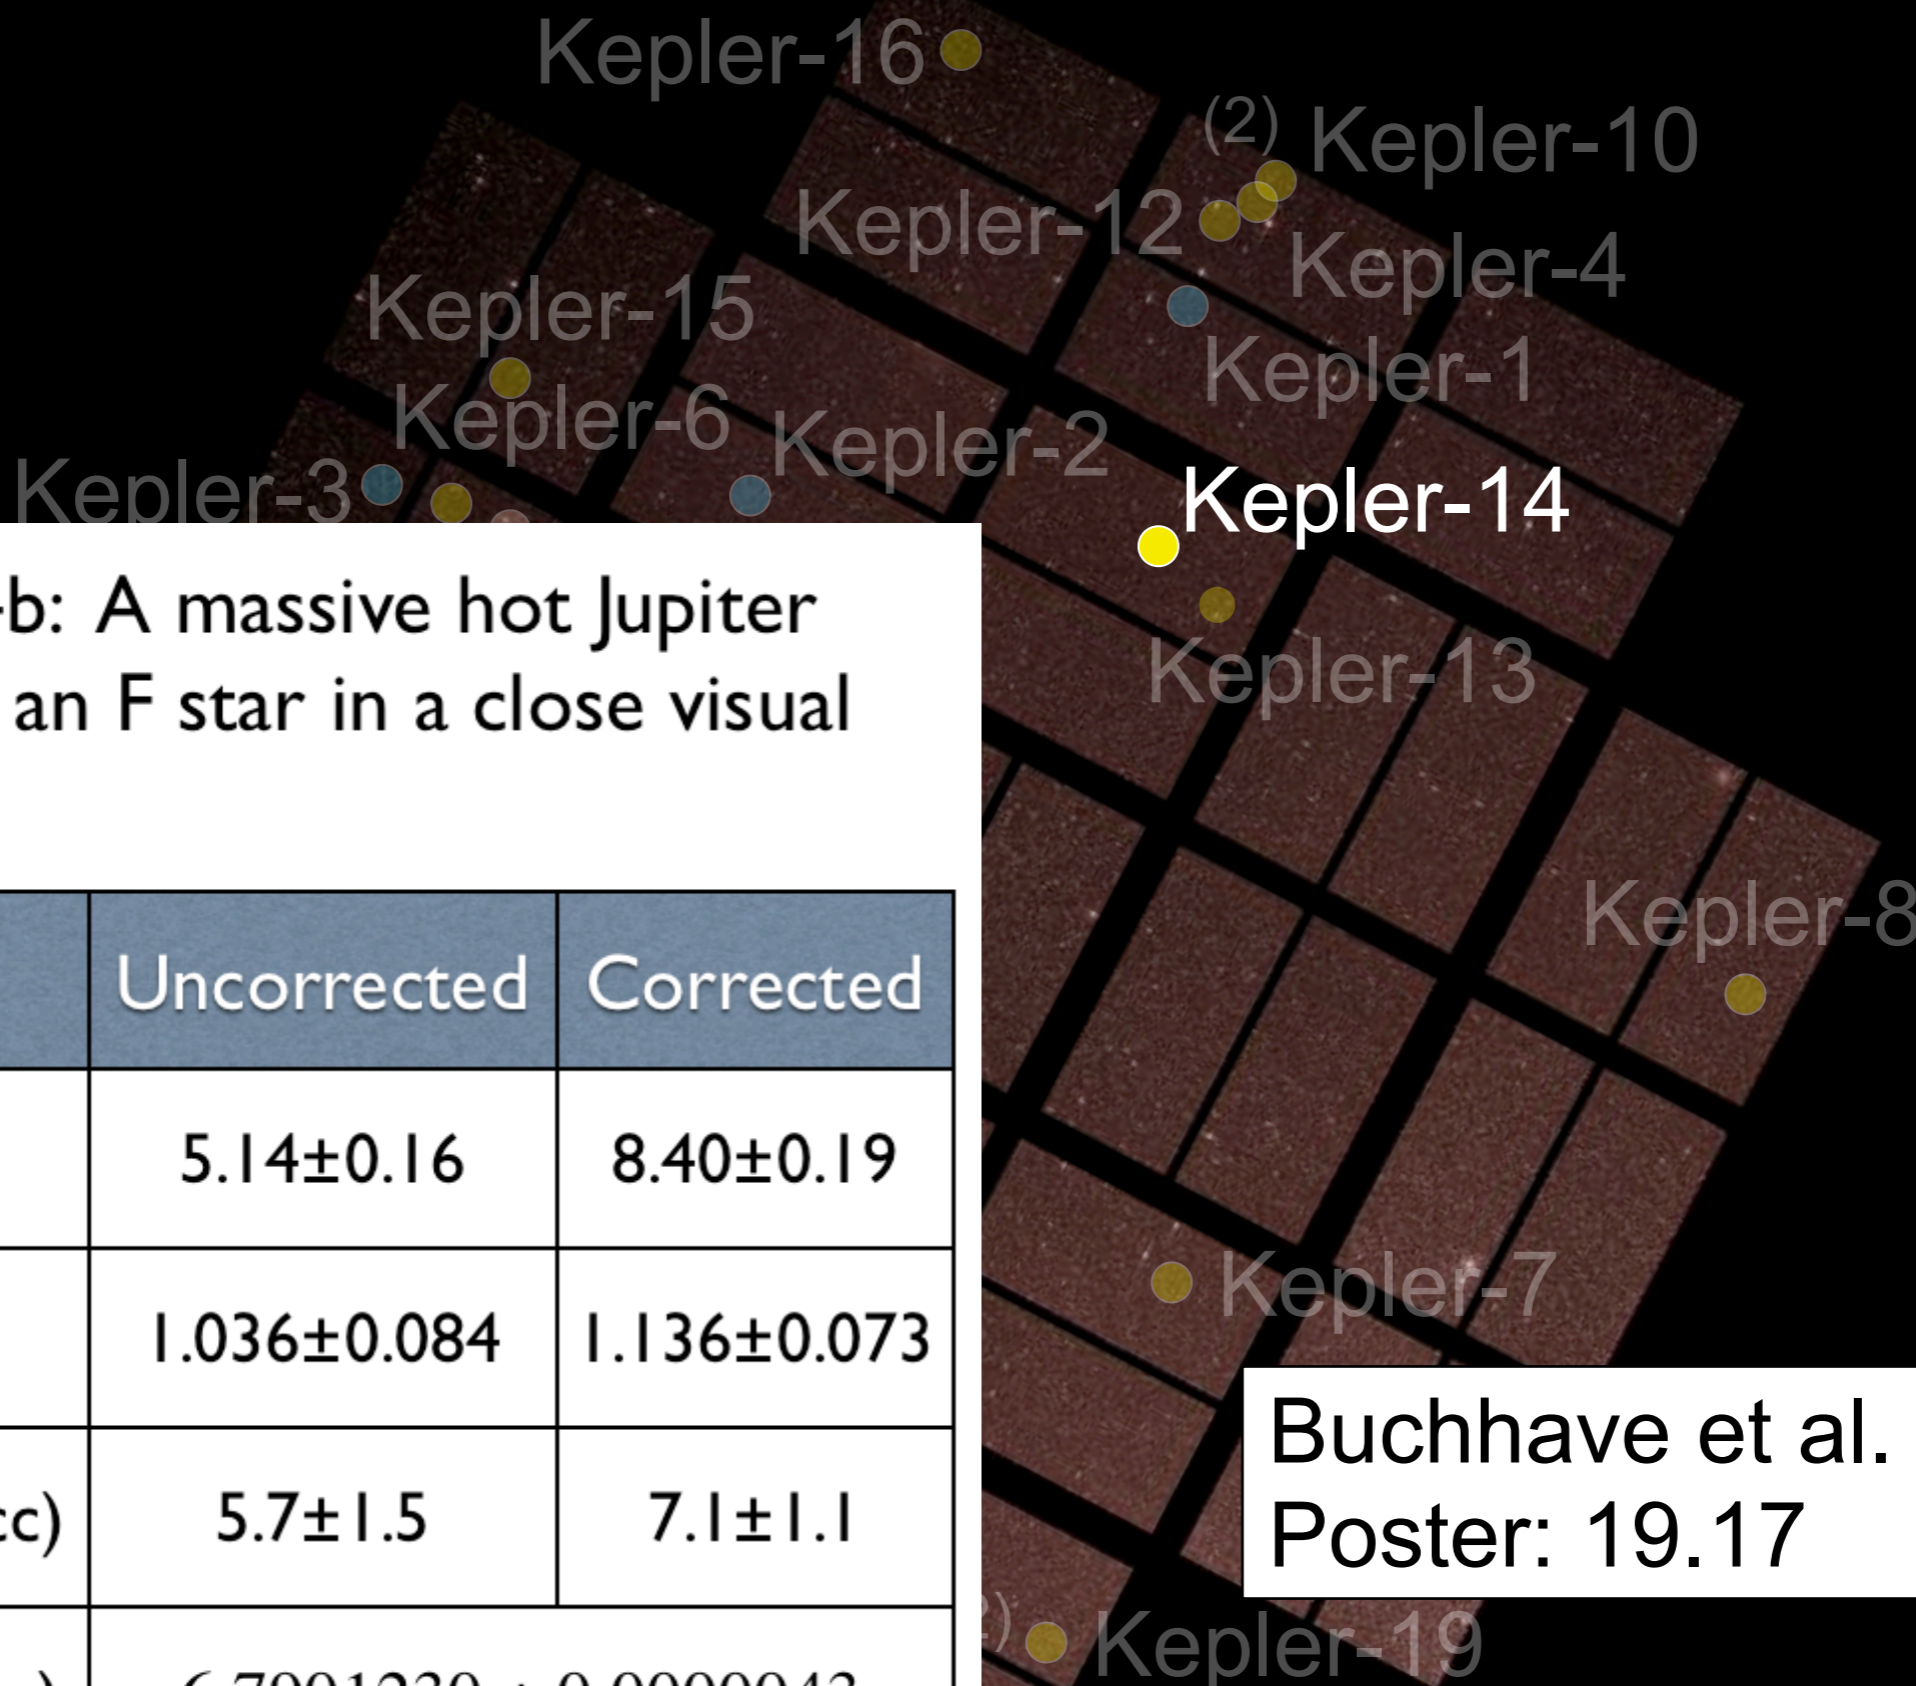 Kepler-16
(2) Kepler-10
Kepler-12
Kepler-4
Kepler-15
Kepler-1
Kepler-6
Kepler-2
Kepler-3
Kepler-14
-b: A massive hot Jupiter
an F star in a close visual
Kepler-13
Kepler-8
Uncorrected Corrected
5.14±0.16 8.40±0.19
1.036±0.084 1.136±0.073
cc) 5.7±1.5 7.1±1.1
Kepler-7
Buchhave et al.
Poster: 19.17
Kepler-19